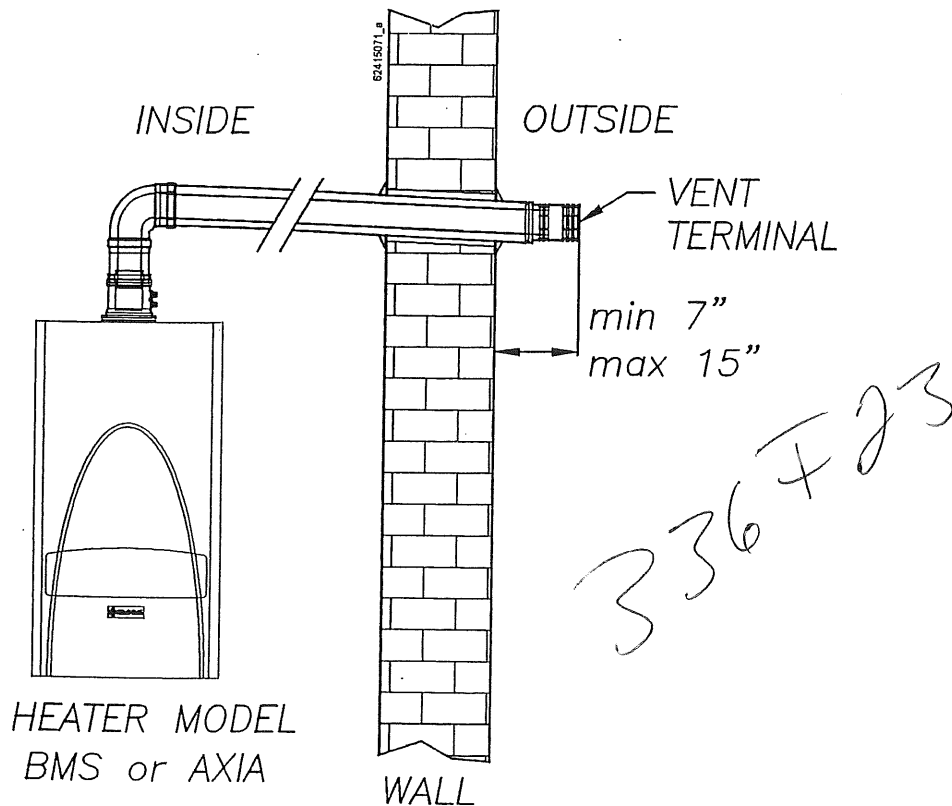 62415071_a
INSIDE
OUTSIDE
VENT
TERMINAL
min 7"
max 15"
336 F 23
HEATER MODEL
BMS or AXIA
WALL